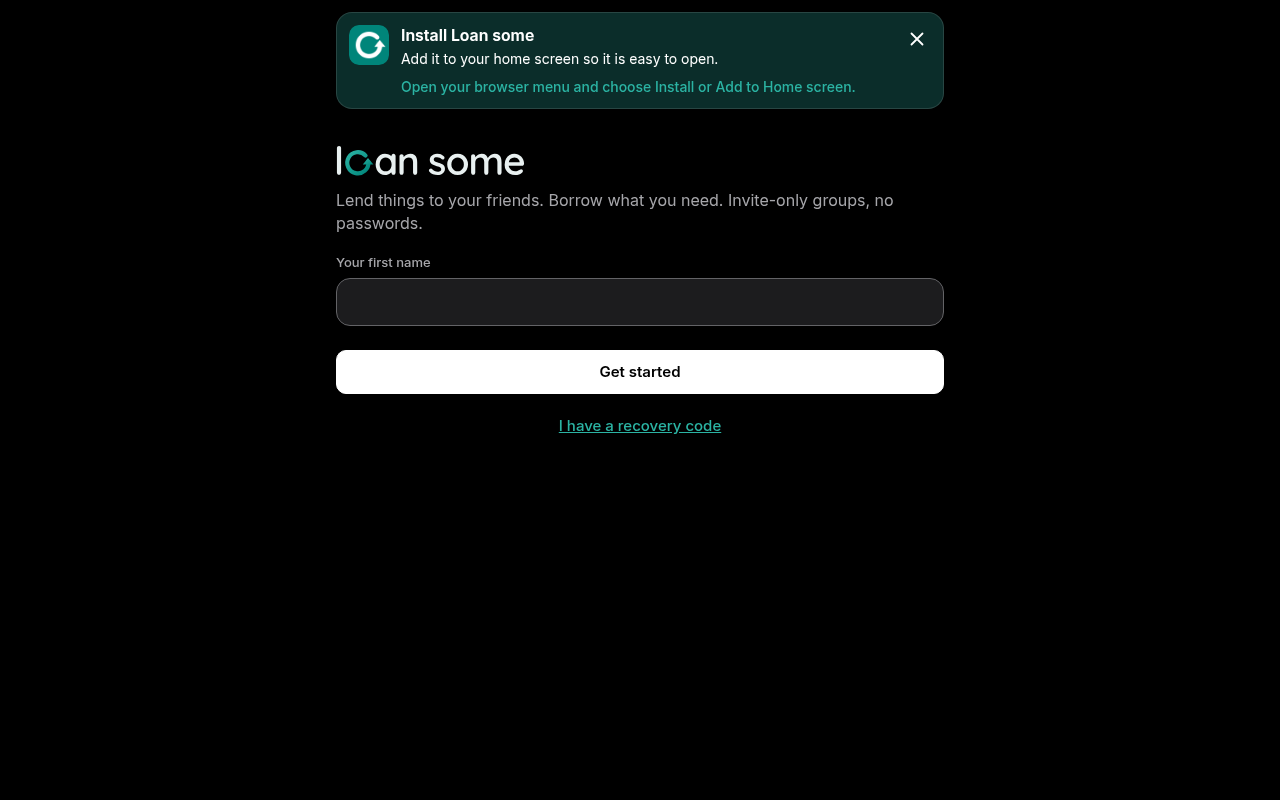 Install Loan some
Add it to your home screen so it is easy to open.
Open your browser menu and choose Install or Add to Home screen.
loan some
Lend things to your friends. Borrow what you need. Invite-only groups, no
passwords.
Your first name
Get started
I have a recovery code